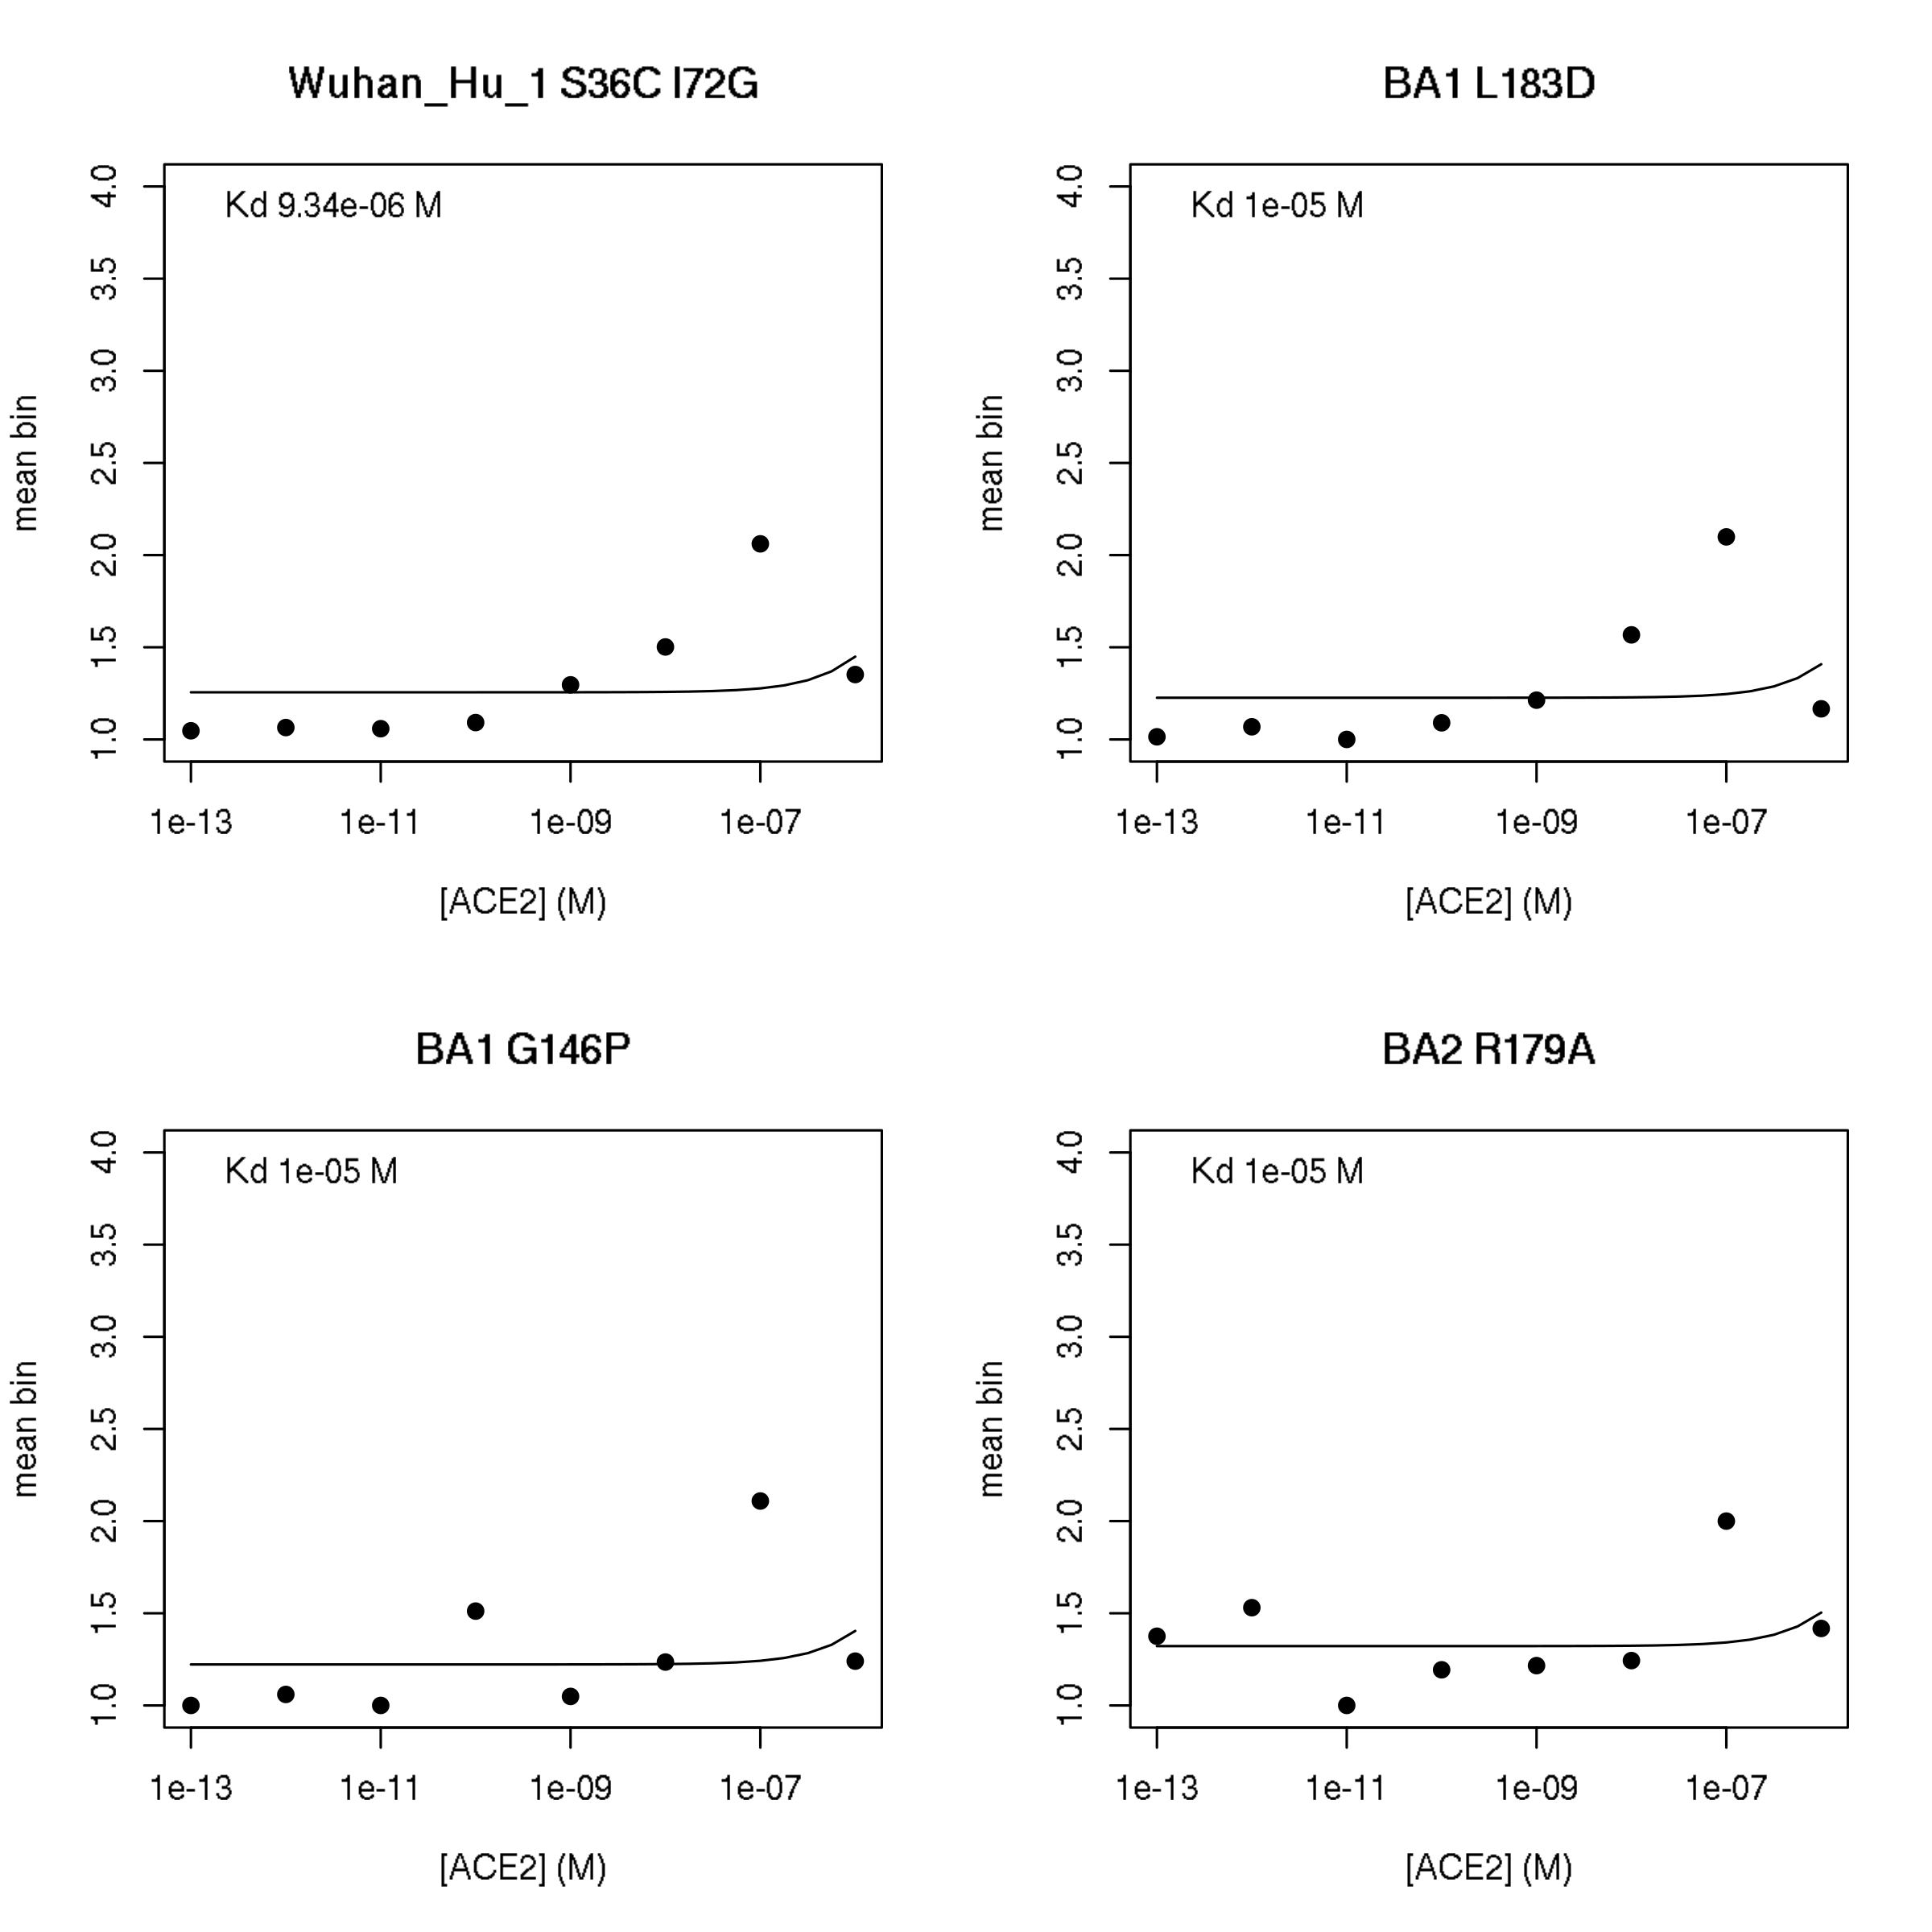 Wuhan_Hu_1 S36C I72G
Kd 9.34e-06 M
mean bin
4.0
3.5
3.0
2.5
2.0
1.5
1.0
1e-13 1e-11 1e-09 1e-07
[ACE2] (M)
BA1 L183D
Kd 1e-05 M
mean bin
4.0
3.5
3.0
2.5
2.0
1.5
1.0
1e-13 1e-11 1e-09 1e-07
[ACE2] (M)
BA1 G146P
Kd 1e-05 M
mean bin
4.0
3.5
3.0
2.5
2.0
1.5
1.0
1e-13 1e-11 1e-09 1e-07
[ACE2] (M)
BA2 R179A
Kd 1e-05 M
mean bin
4.0
3.5
3.0
2.5
2.0
1.5
1.0
1e-13 1e-11 1e-09 1e-07
[ACE2] (M)